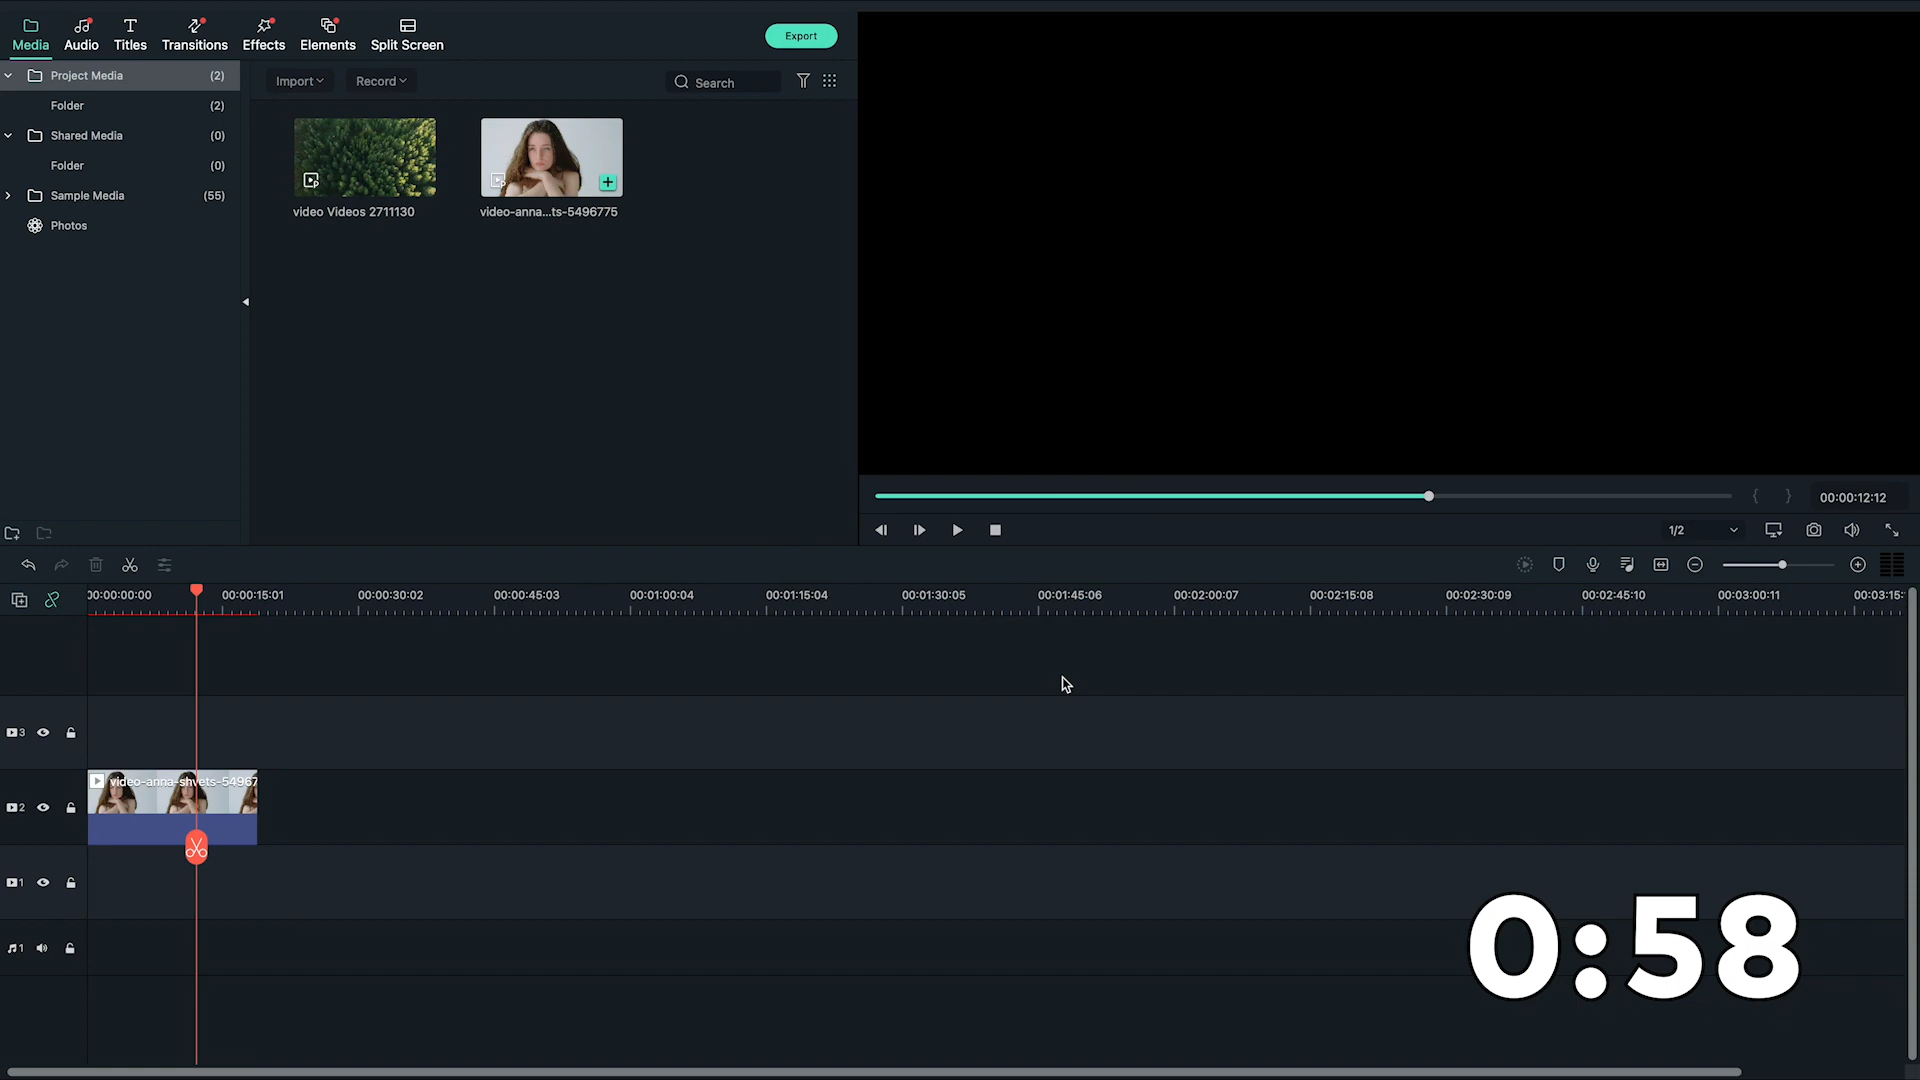 Media Audio Titles Transitions Effects Elements Split Screen
Export
Project Media (2)
Folder (2)
Shared Media (0)
Folder (0)
Sample Media (55)
Photos
Import Record Search
video Videos 2711130
video-anna...ts-5496775
00:00:12:12
1/2
00:00:00:00 00:00:15:01 00:00:30:02 00:00:45:03 00:01:00:04 00:01:15:04 00:01:30:05 00:01:45:06 00:02:00:07 00:02:15:08 00:02:30:09 00:02:45:10 00:03:00:11 00:03:15:
3
video-anna-shvets-54967
2
1
1
0:58